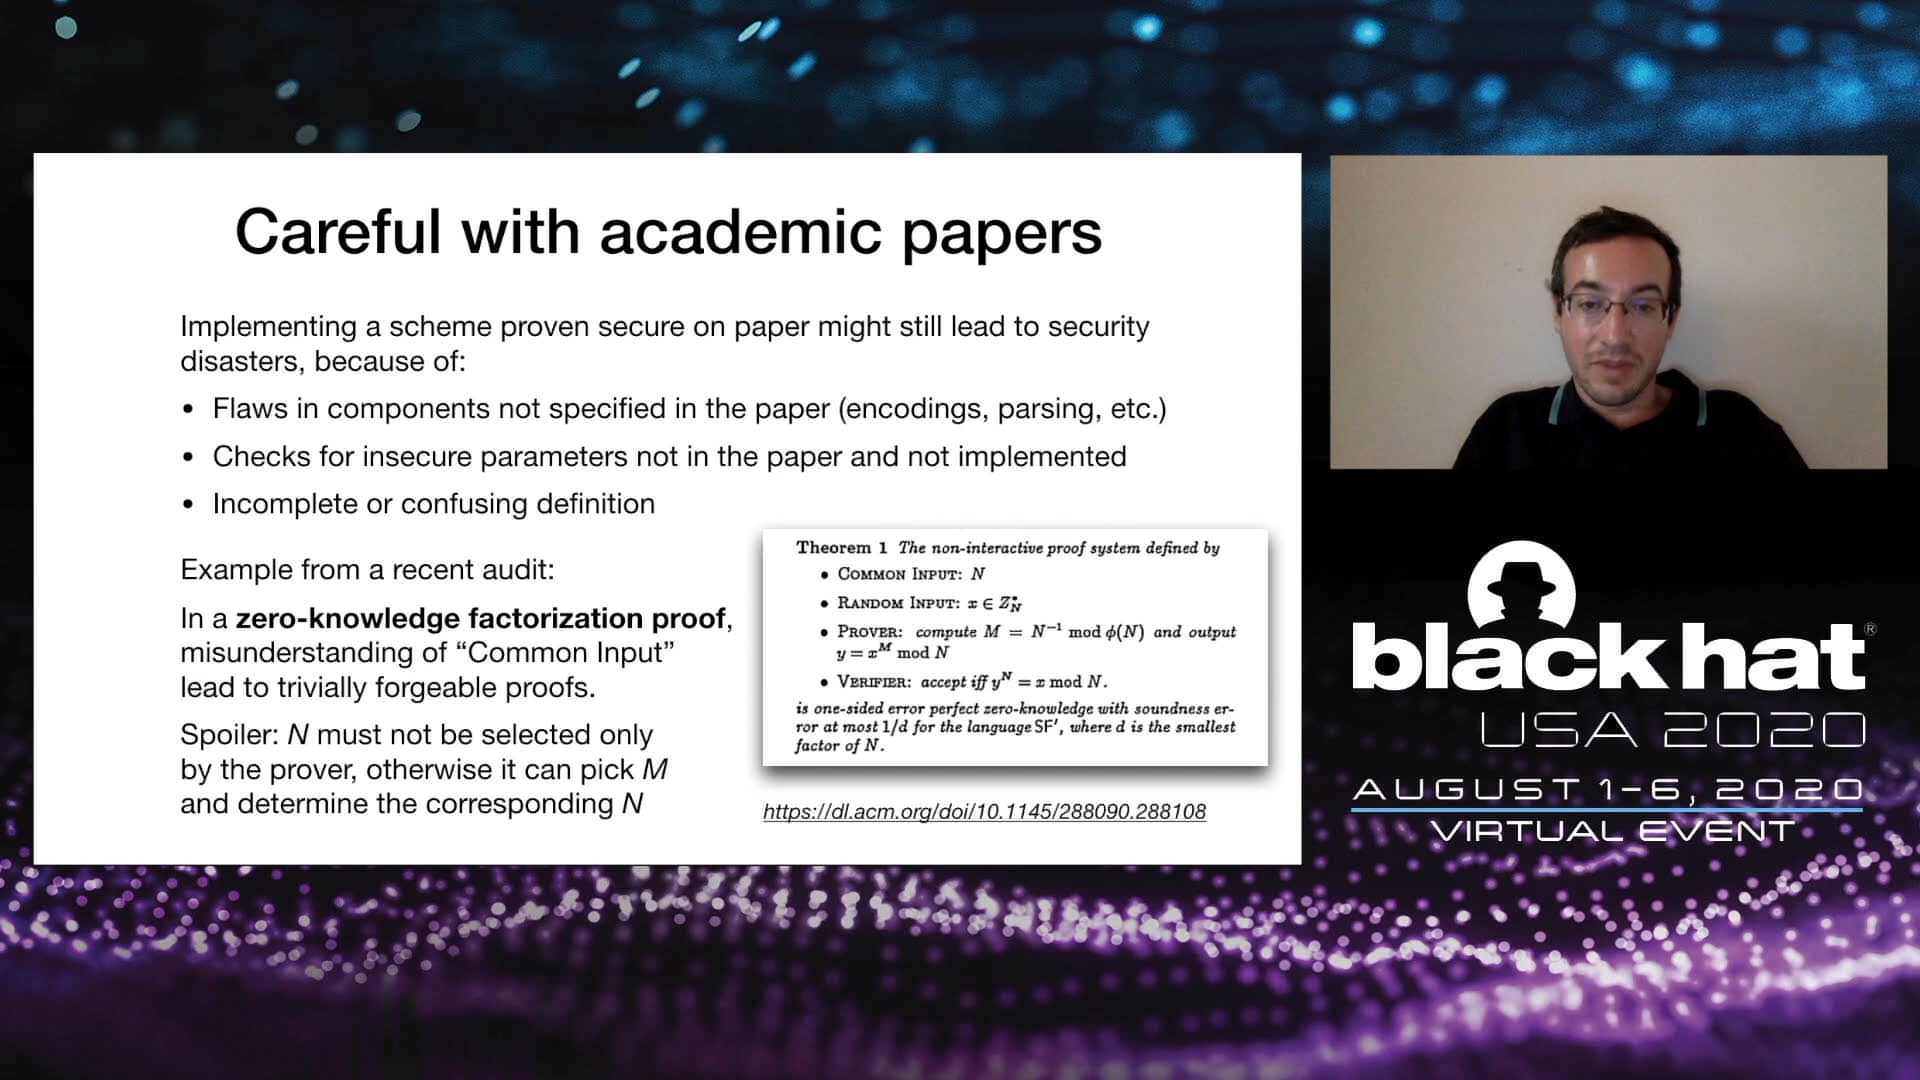 Careful with academic papers
Implementing a scheme proven secure on paper might still lead to security
disasters, because of:
• Flaws in components not specified in the paper (encodings, parsing, etc.)
• Checks for insecure parameters not in the paper and not implemented
• Incomplete or confusing definition
Example from a recent audit:
In a zero-knowledge factorization proof,
misunderstanding of “Common Input”
lead to trivially forgeable proofs.
Spoiler: N must not be selected only
by the prover, otherwise it can pick M
and determine the corresponding N
Theorem 1 The non-interactive proof system defined by
• COMMON INPUT: N
• RANDOM INPUT: x ∈ Z*_N
• PROVER: compute M = N⁻¹ mod ϕ(N) and output
y = x^M mod N
• VERIFIER: accept iff y^N = x mod N.
is one-sided error perfect zero-knowledge with soundness er-
ror at most 1/d for the language SF′, where d is the smallest
factor of N.
https://dl.acm.org/doi/10.1145/288090.288108
black hat®
USA 2020
AUGUST 1-6, 2020
VIRTUAL EVENT